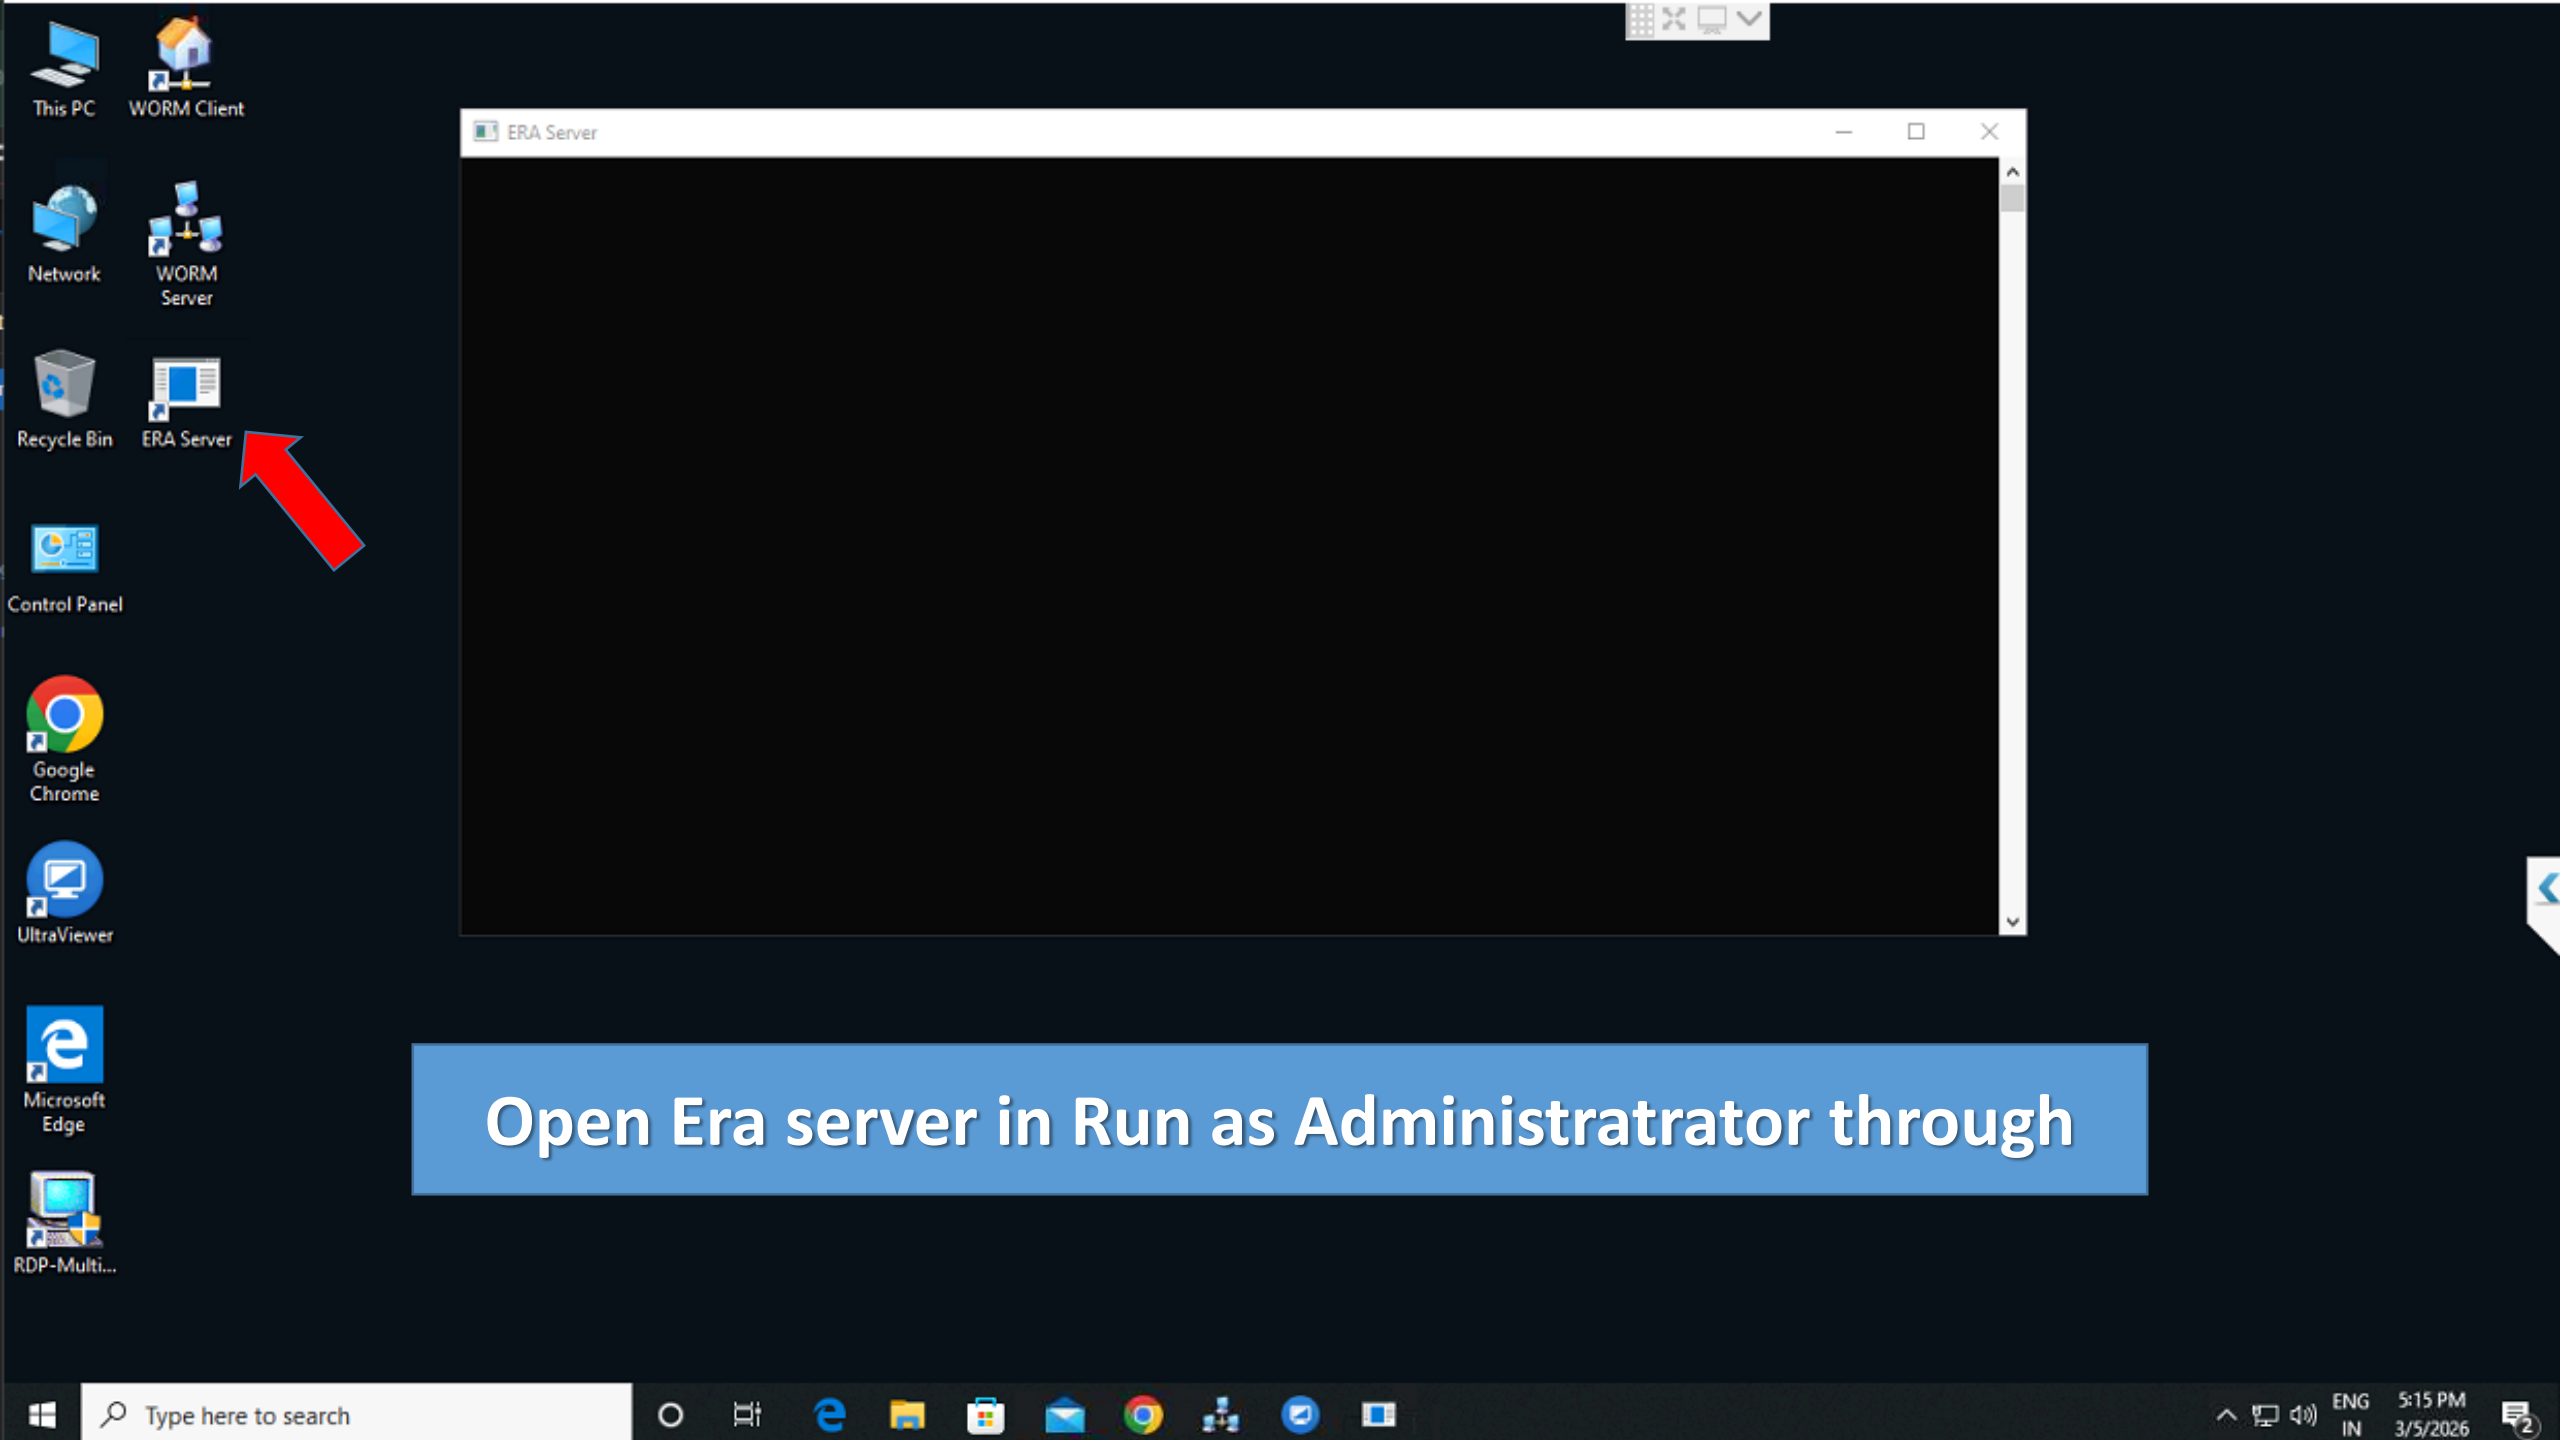 This PC
WORM Client
Network
WORM
Server
Recycle Bin
ERA Server
Control Panel
Google
Chrome
UltraViewer
Microsoft
Edge
RDP-Multi...
ERA Server
Open Era server in Run as Administratrator through
Type here to search
ENG
IN
5:15 PM
3/5/2026
2